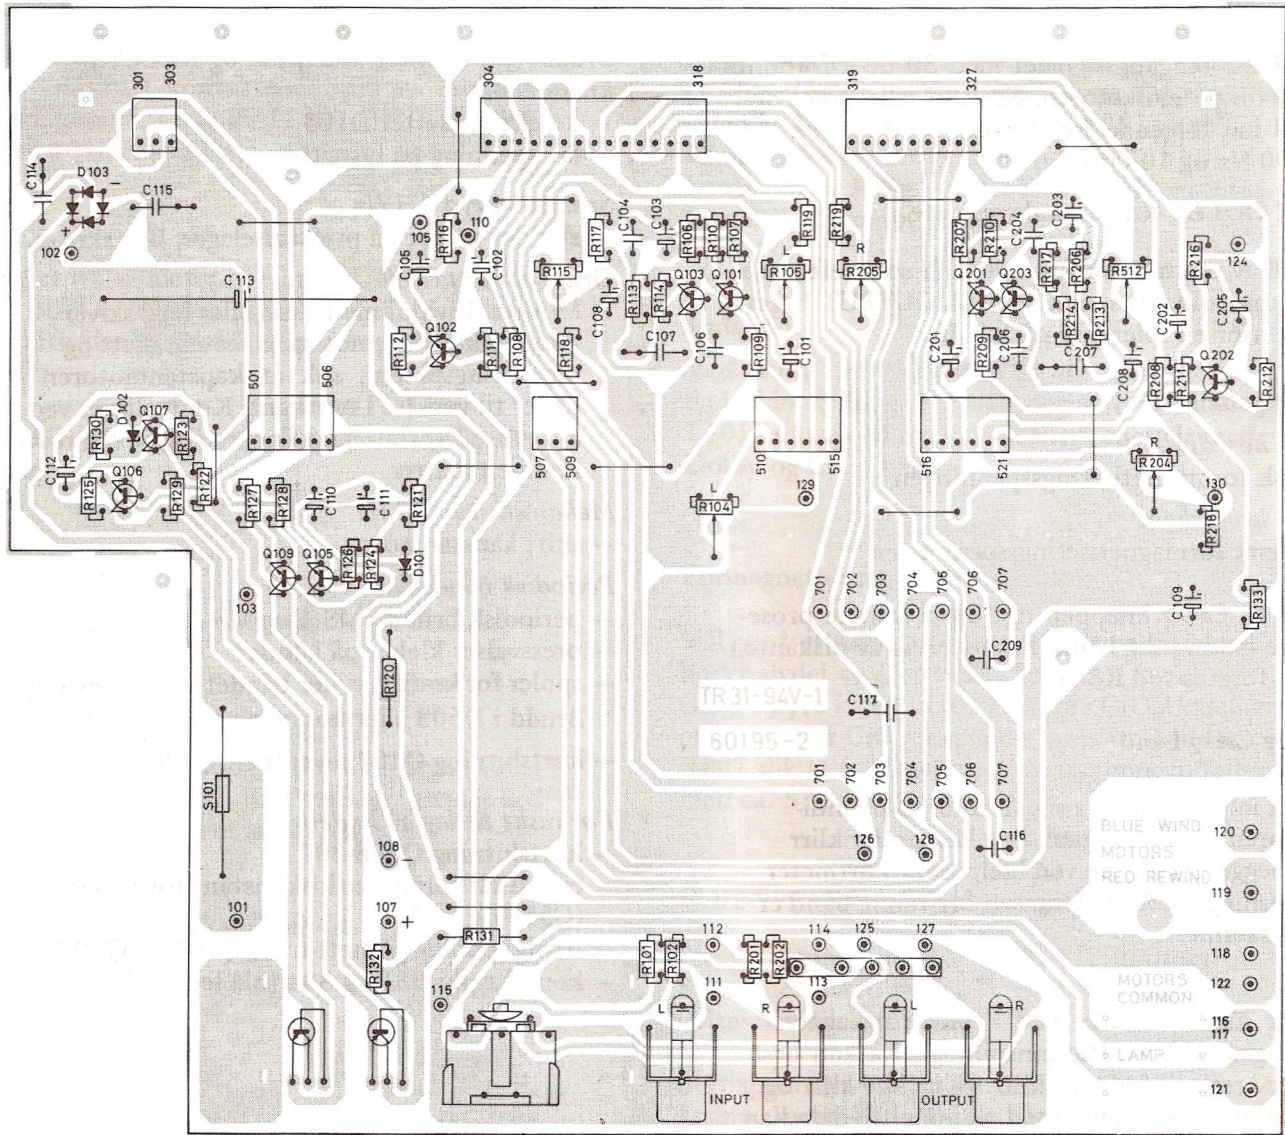 301 303 304 318 319 327
C114 D103 − C115
+ 102
105 R116 110 C105 C102
R117 C104 C103 R106 R110 R107 R119 R219
R207 R210 C204 C203 R217 R206 R216 124
R115 L R105 R R205 R512
C113 C108 R113 R114 Q103 Q101
Q201 Q203 R214 R213 C202 C205
R112 Q102 R111 R108 R118 C107 C106 R109 C101
C201 R209 C206 C207 C208 R208 R211 Q202 R212
501 506
507 509
510 515
516 521
R130 D102 Q107 R123
C112 R125 Q106 R129 R122
R127 R128 C110 C111 R121
L R104 129
R R204 130 R218
Q109 Q105 R126 R124 D101
103
701 702 703 704 705 706 707
C109 R133
C209
R120
TR31-94V-1
C117
60195-2
S101
701 702 703 704 705 706 707
126 128 C116
BLUE WIND 120
MOTORS
RED REWIND 119
108 −
101 107 +
R131 R132
R101 R102 112 R201 R202 114 125 127
118
MOTORS 122
COMMON
115 111 113
L R L R
116
117
LAMP
121
INPUT OUTPUT